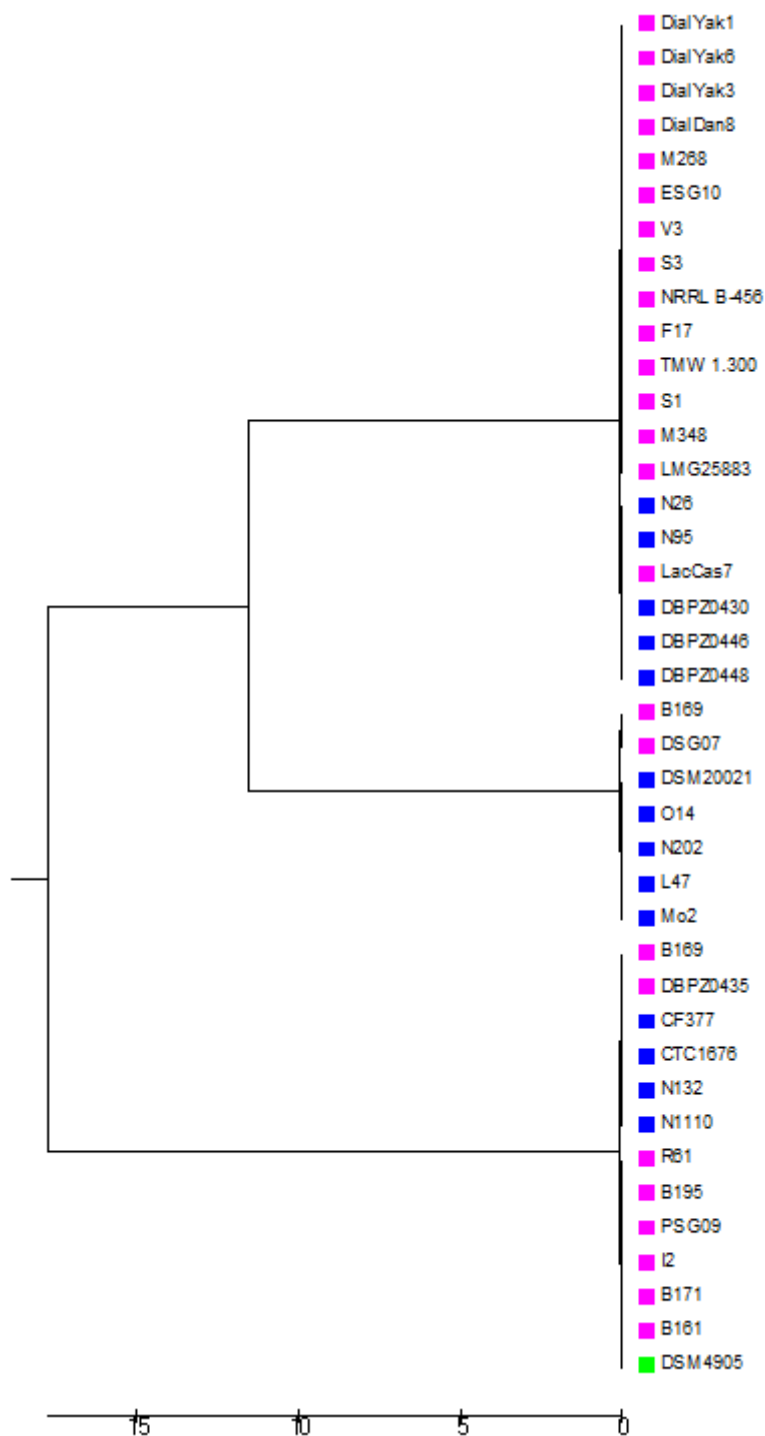 DialYak1
DialYak6
DialYak3
DialDan8
M268
ESG10
V3
S3
NRRL B-456
F17
TMW 1.300
S1
M348
LMG25883
N26
N95
LacCas7
DBPZ0430
DBPZ0446
DBPZ0448
B169
DSG07
DSM20021
O14
N202
L47
Mo2
B169
DBPZ0435
CF377
CTC1676
N132
N1110
R61
B195
PSG09
I2
B171
B161
DSM4905
15 10 5 0